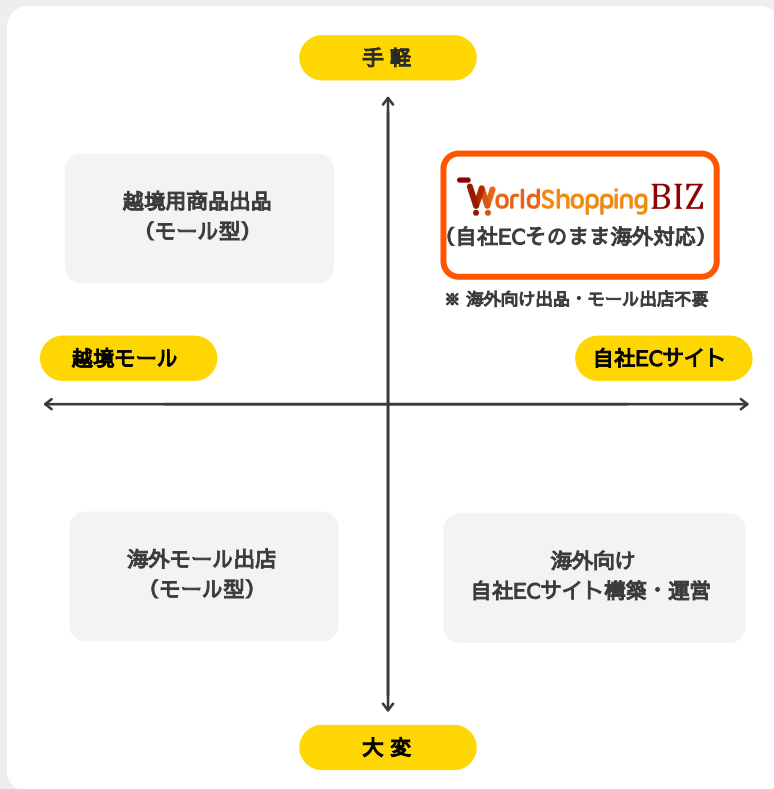 手 軽
越境用商品出品
（モール型）
WorldShopping BIZ
（自社ECそのまま海外対応）
※ 海外向け出品・モール出店不要
越境モール
自社ECサイト
海外モール出店
（モール型）
海外向け
自社ECサイト構築・運営
大 変